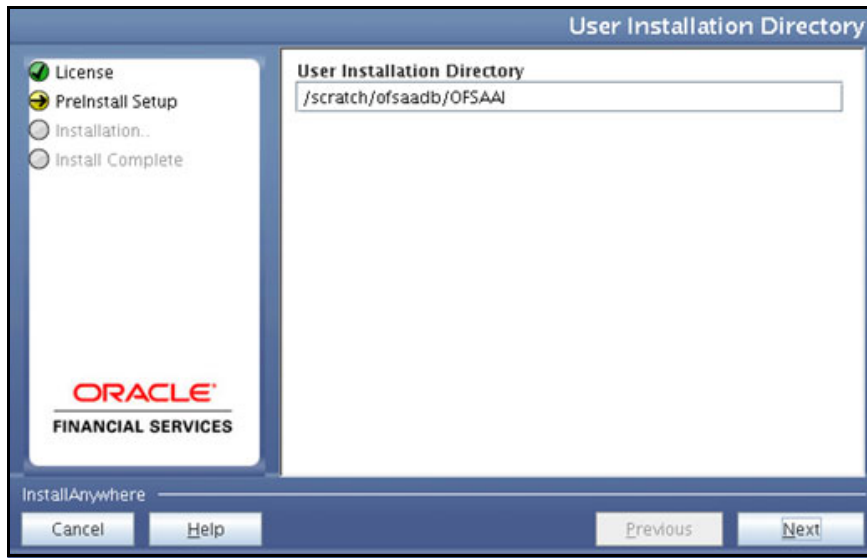 User Installation Directory
License
PreInstall Setup
Installation..
Install Complete
User Installation Directory
/scratch/ofsaadb/OFSAAI
ORACLE
FINANCIAL SERVICES
InstallAnywhere
Cancel
Help
Previous
Next